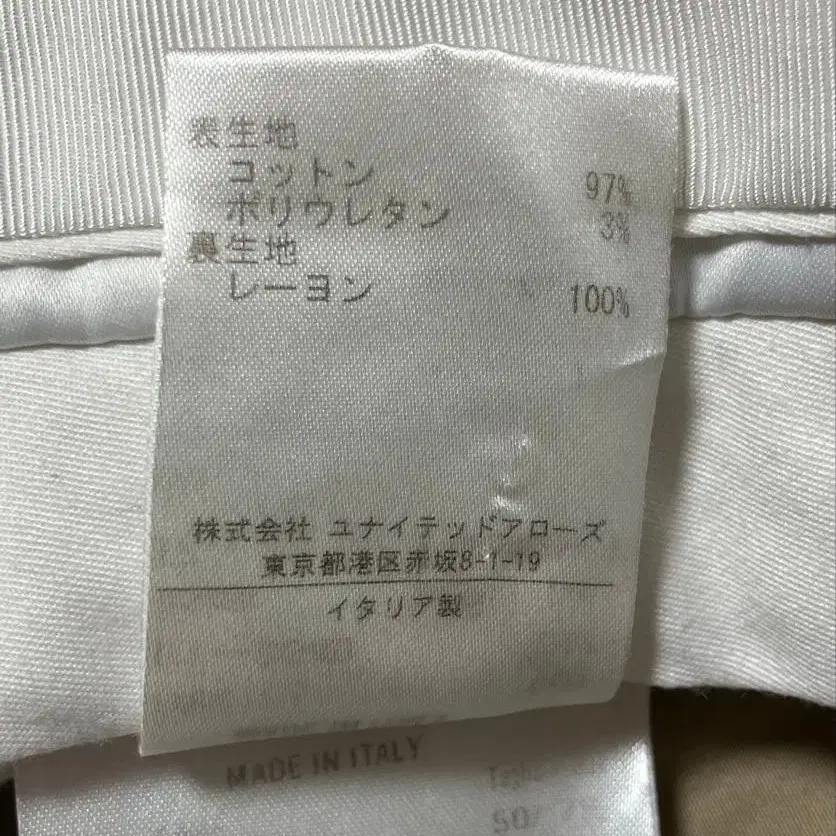 表生地
コットン 97%
ポリウレタン 3%
裏生地
レーヨン 100%
株式会社 ユナイテッドアローズ
東京都港区赤坂8-1-19
イタリア製
MADE IN ITALY
50/